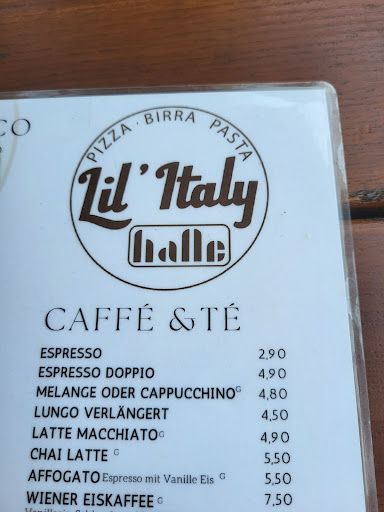 CO
PIZZA · BIRRA PASTA
Lil' Italy
halle
CAFFÉ & TÉ
ESPRESSO 2,90
ESPRESSO DOPPIO 4,90
MELANGE ODER CAPPUCCINO G 4,80
LUNGO VERLÄNGERT 4,50
LATTE MACCHIATO G 4,90
CHAI LATTE G 5,50
AFFOGATO Espresso mit Vanille Eis G 5,50
WIENER EISKAFFEE G 7,50